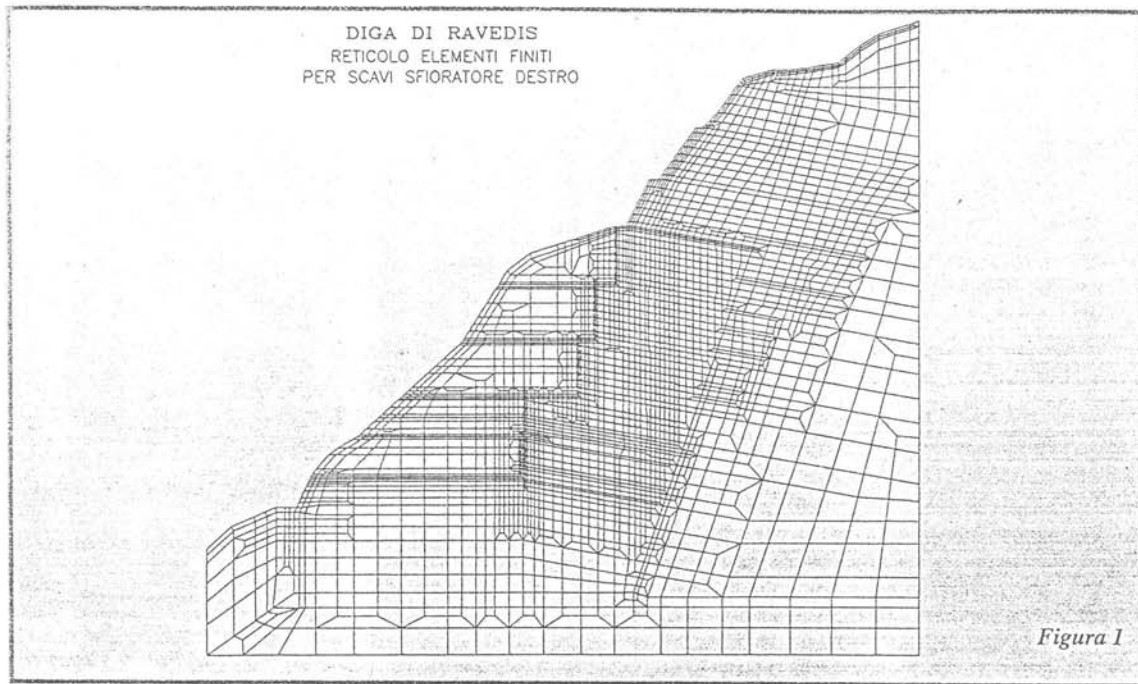 DIGA DI RAVEDIS
RETICOLO ELEMENTI FINITI
PER SCAVI SFIORATORE DESTRO
Figura 1